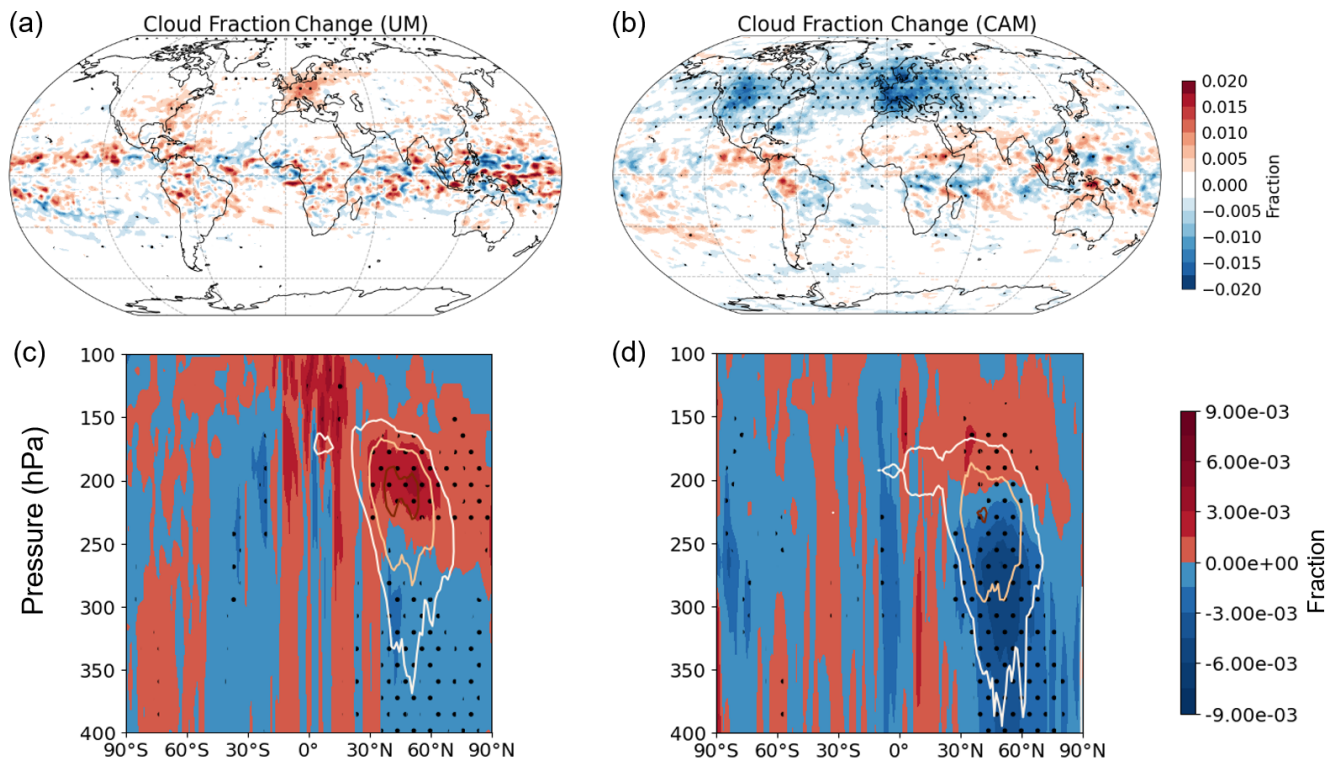 (a)
Cloud Fraction Change (UM)
(b)
Cloud Fraction Change (CAM)
0.020
0.015
0.010
0.005
0.000
−0.005
−0.010
−0.015
−0.020
Fraction
(c)
100
150
200
250
300
350
400
Pressure (hPa)
90°S 60°S 30°S 0° 30°N 60°N 90°N
(d)
100
150
200
250
300
350
400
90°S 60°S 30°S 0° 30°N 60°N 90°N
9.00e-03
6.00e-03
3.00e-03
0.00e+00
-3.00e-03
-6.00e-03
-9.00e-03
Fraction